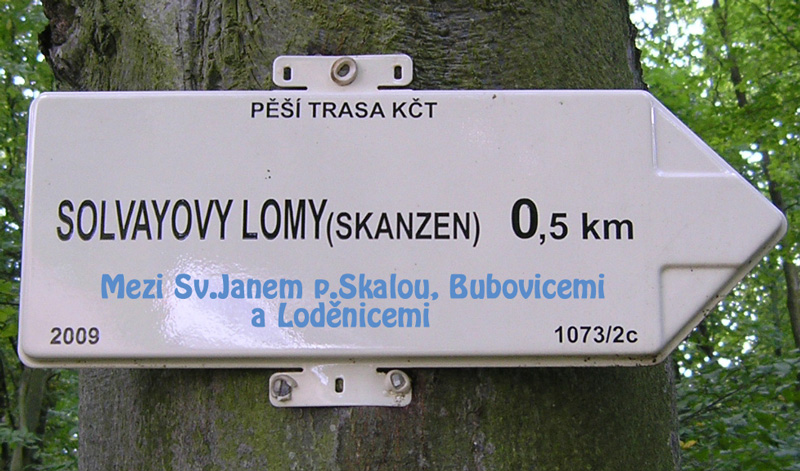 PĚŠÍ TRASA KČT
SOLVAYOVY LOMY(SKANZEN) 0,5 km
Mezi Sv.Janem p.Skalou, Bubovicemi
a Loděnicemi
2009 1073/2c